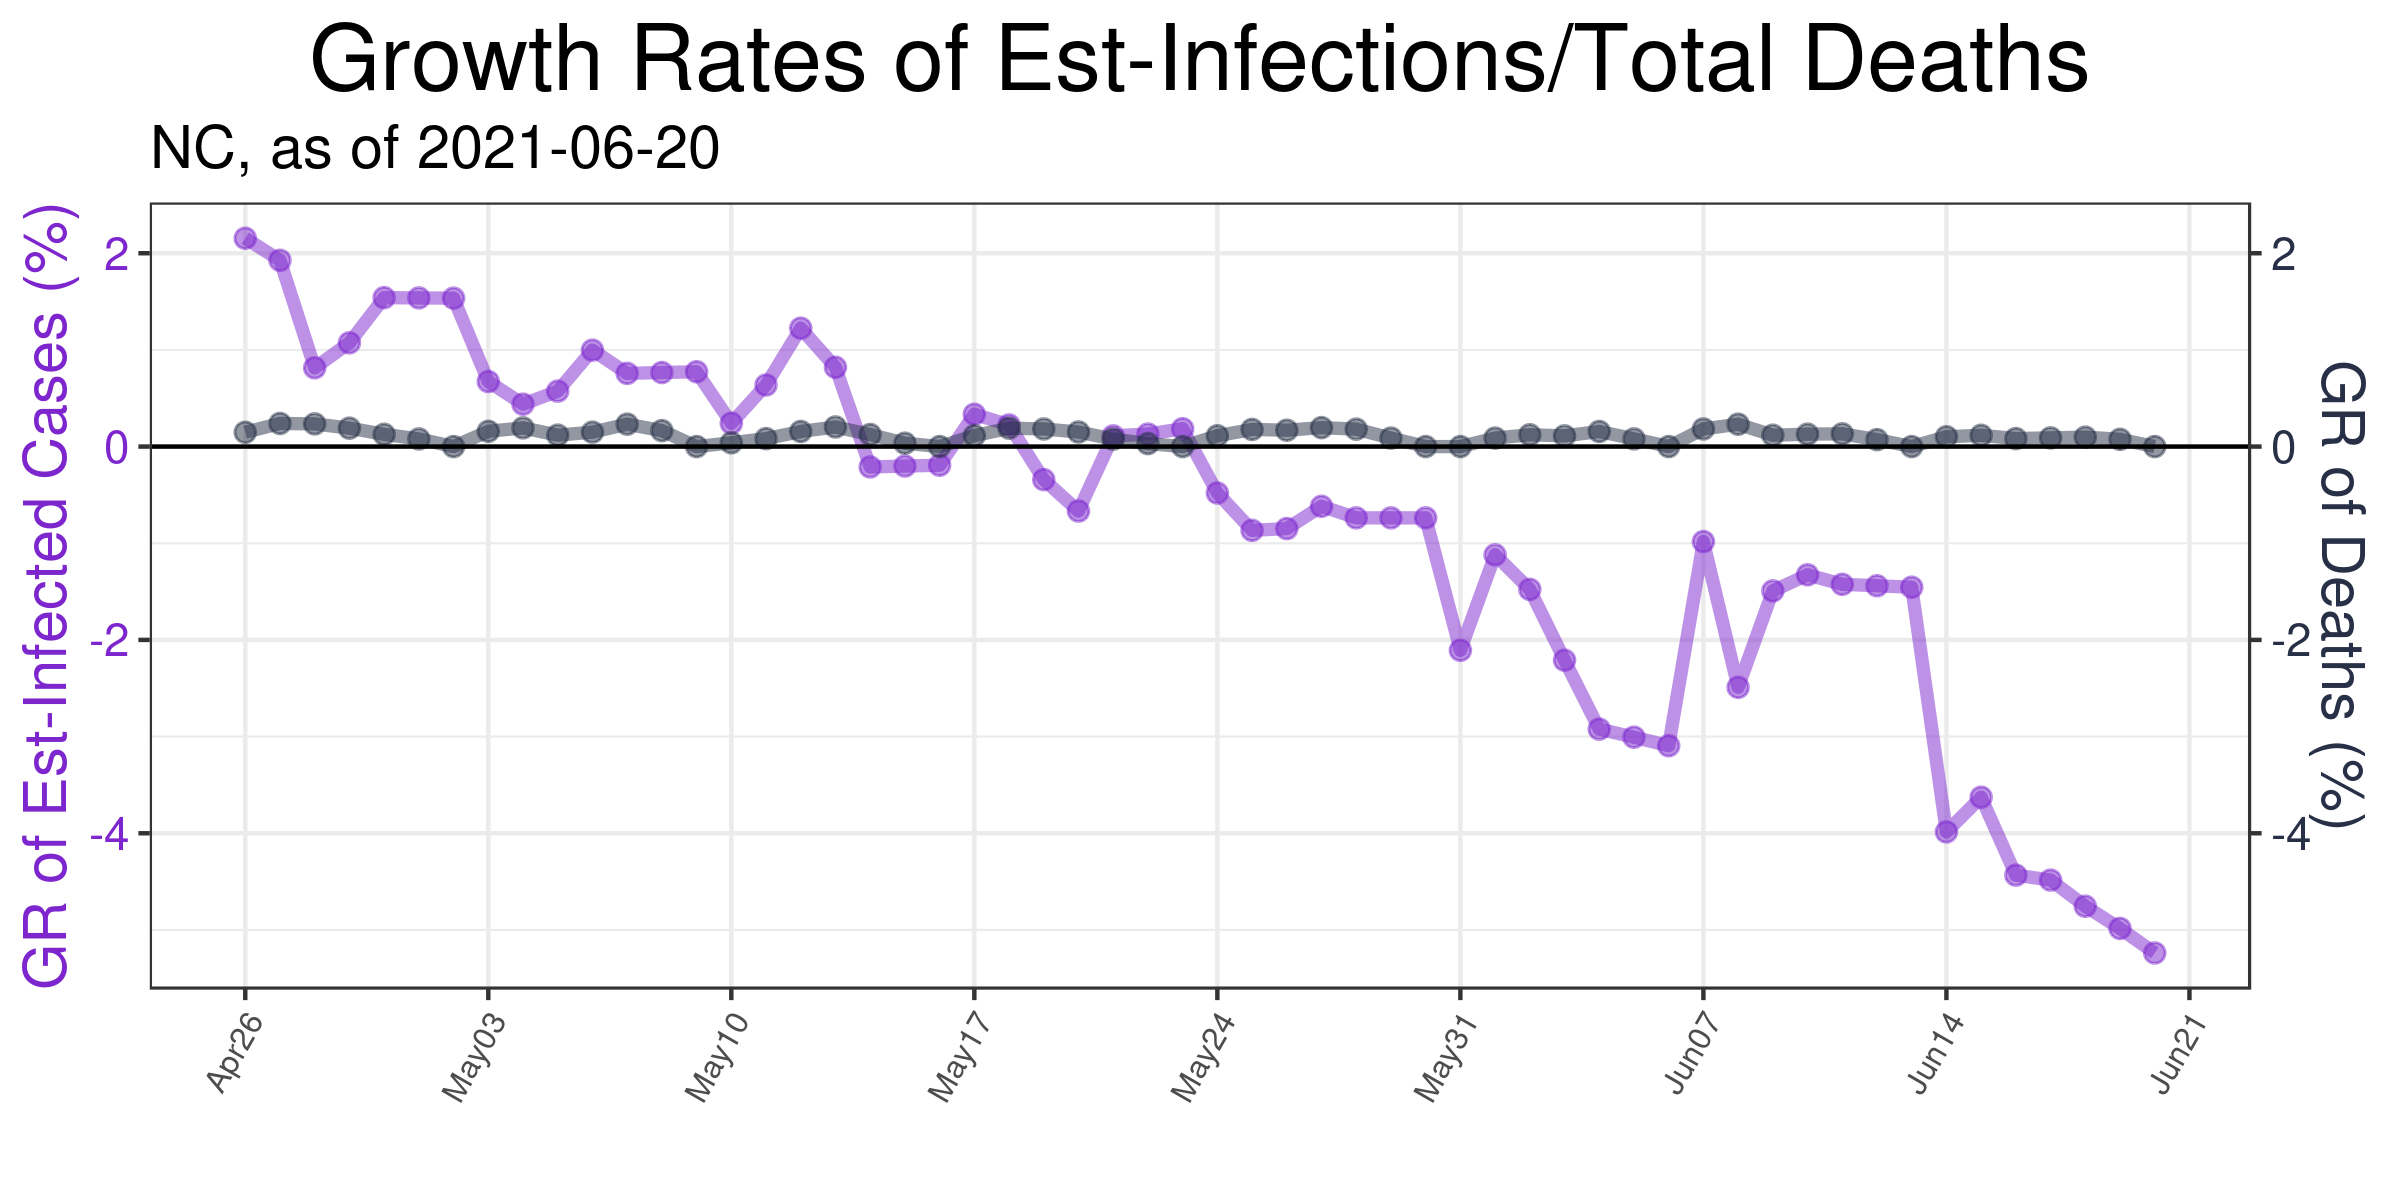 Growth Rates of Est-Infections/Total Deaths
NC, as of 2021-06-20
GR of Est-Infected Cases (%)
2
0
-2
-4
2
0
-2
-4
GR of Deaths (%)
Apr26
May03
May10
May17
May24
May31
Jun07
Jun14
Jun21